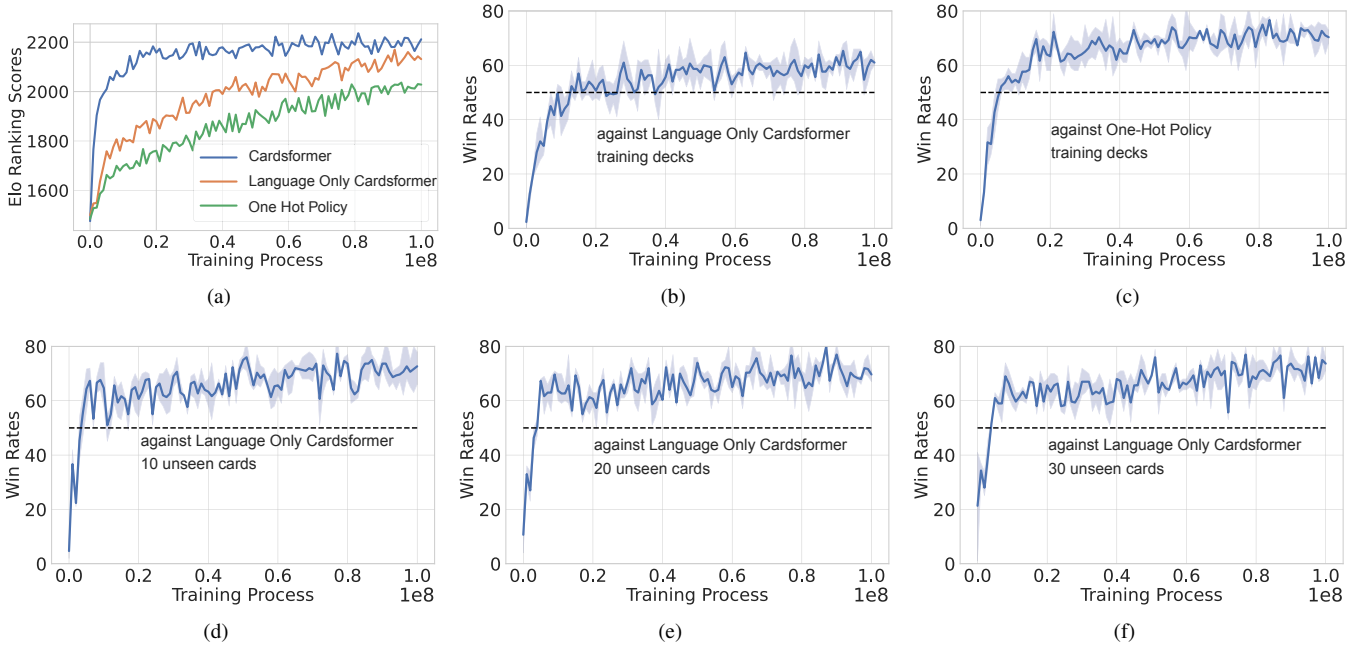 2200
2000
1800
1600
Elo Ranking Scores
Cardsformer
Language Only Cardsformer
One Hot Policy
0.0 0.2 0.4 0.6 0.8 1.0
Training Process
1e8
(a)
80
60
40
20
0
Win Rates
against Language Only Cardsformer
training decks
0.0 0.2 0.4 0.6 0.8 1.0
Training Process
1e8
(b)
80
60
40
20
0
Win Rates
against One-Hot Policy
training decks
0.0 0.2 0.4 0.6 0.8 1.0
Training Process
1e8
(c)
80
60
40
20
0
Win Rates
against Language Only Cardsformer
10 unseen cards
0.0 0.2 0.4 0.6 0.8 1.0
Training Process
1e8
(d)
80
60
40
20
0
Win Rates
against Language Only Cardsformer
20 unseen cards
0.0 0.2 0.4 0.6 0.8 1.0
Training Process
1e8
(e)
80
60
40
20
0
Win Rates
against Language Only Cardsformer
30 unseen cards
0.0 0.2 0.4 0.6 0.8 1.0
Training Process
1e8
(f)